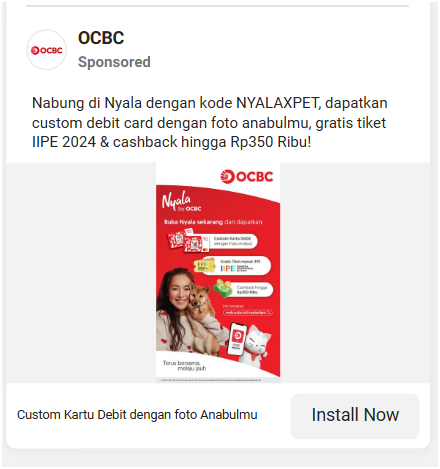 OCBC
OCBC
Sponsored
Nabung di Nyala dengan kode NYALAXPET, dapatkan
custom debit card dengan foto anabulmu, gratis tiket
IIPE 2024 & cashback hingga Rp350 Ribu!
OCBC
Nyala
by OCBC
Buka Nyala sekarang dan dapatkan:
Custom Kartu Debit
dengan Foto Anabul
Gratis Tiket masuk IIPE
IIPE
Cashback hingga
Rp350 Ribu
Terus bersama,
melaju jauh
Custom Kartu Debit dengan foto Anabulmu
Install Now